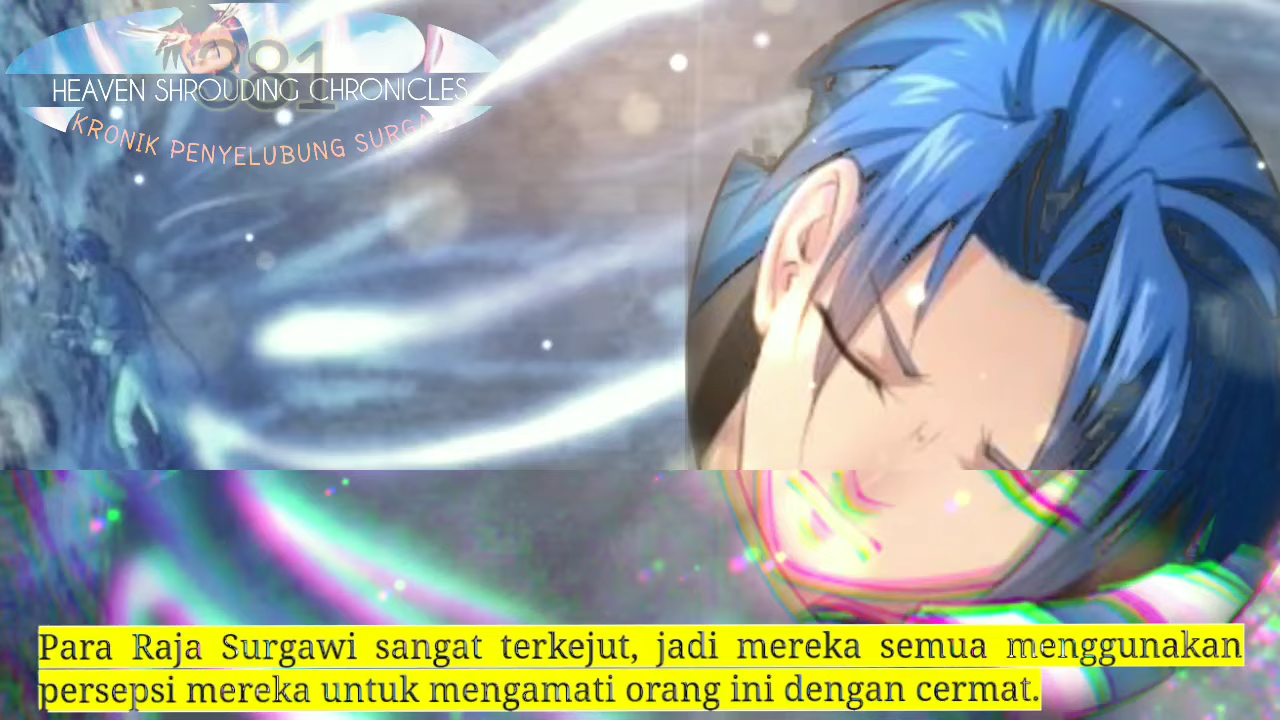 381
HEAVEN SHROUDING CHRONICLES
KRONIK PENYELUBUNG SURGA
Para Raja Surgawi sangat terkejut, jadi mereka semua menggunakan
persepsi mereka untuk mengamati orang ini dengan cermat.